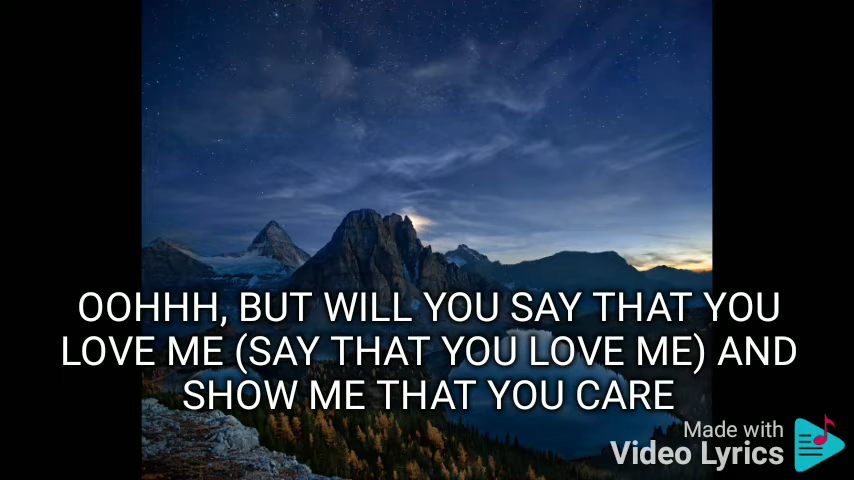 OOHHH, BUT WILL YOU SAY THAT YOU
LOVE ME (SAY THAT YOU LOVE ME) AND
SHOW ME THAT YOU CARE
Made with
Video Lyrics